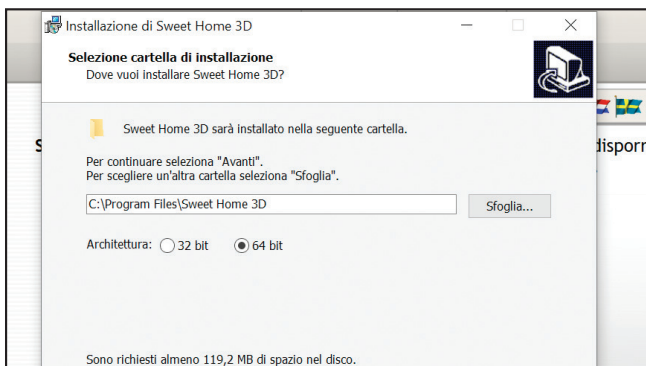 Installazione di Sweet Home 3D
Selezione cartella di installazione
Dove vuoi installare Sweet Home 3D?
Sweet Home 3D sarà installato nella seguente cartella.
Per continuare seleziona "Avanti".
Per scegliere un'altra cartella seleziona "Sfoglia".
C:\Program Files\Sweet Home 3D
Sfoglia...
Architettura: 32 bit 64 bit
Sono richiesti almeno 119,2 MB di spazio nel disco.